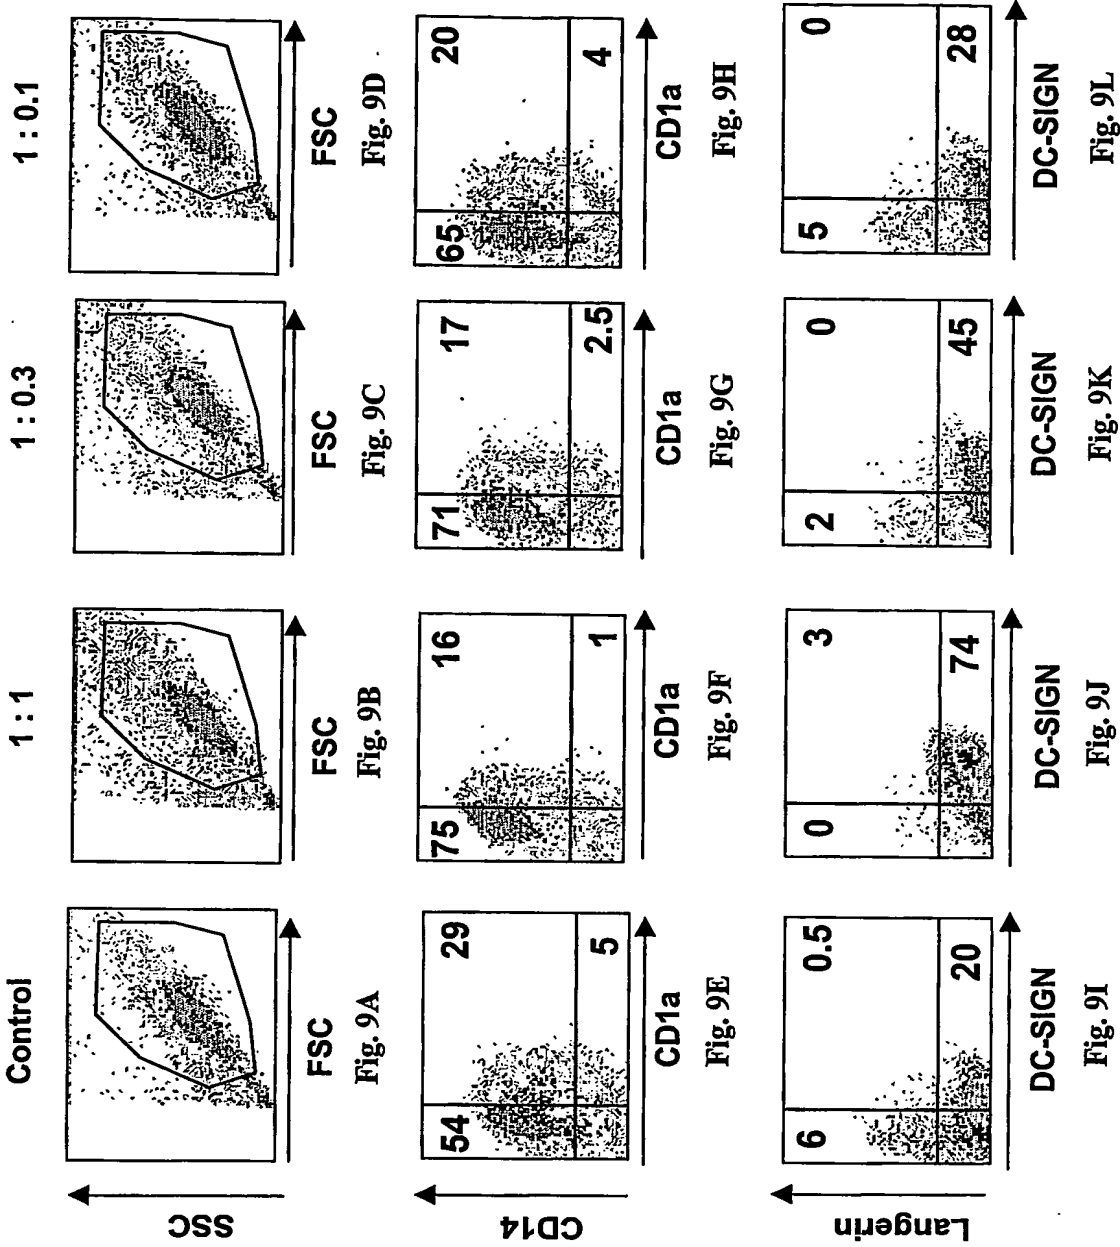 Control 1 : 1 1 : 0.3 1 : 0.1
SSC
FSC FSC FSC FSC
Fig. 9A Fig. 9B Fig. 9C Fig. 9D
CD14
54 29 75 16 71 17 65 20
5 1 2.5 4
CD1a CD1a CD1a CD1a
Fig. 9E Fig. 9F Fig. 9G Fig. 9H
Langerin
6 0.5 0 3 2 0 5 0
20 74 45 28
DC-SIGN DC-SIGN DC-SIGN DC-SIGN
Fig. 9I Fig. 9J Fig. 9K Fig. 9L